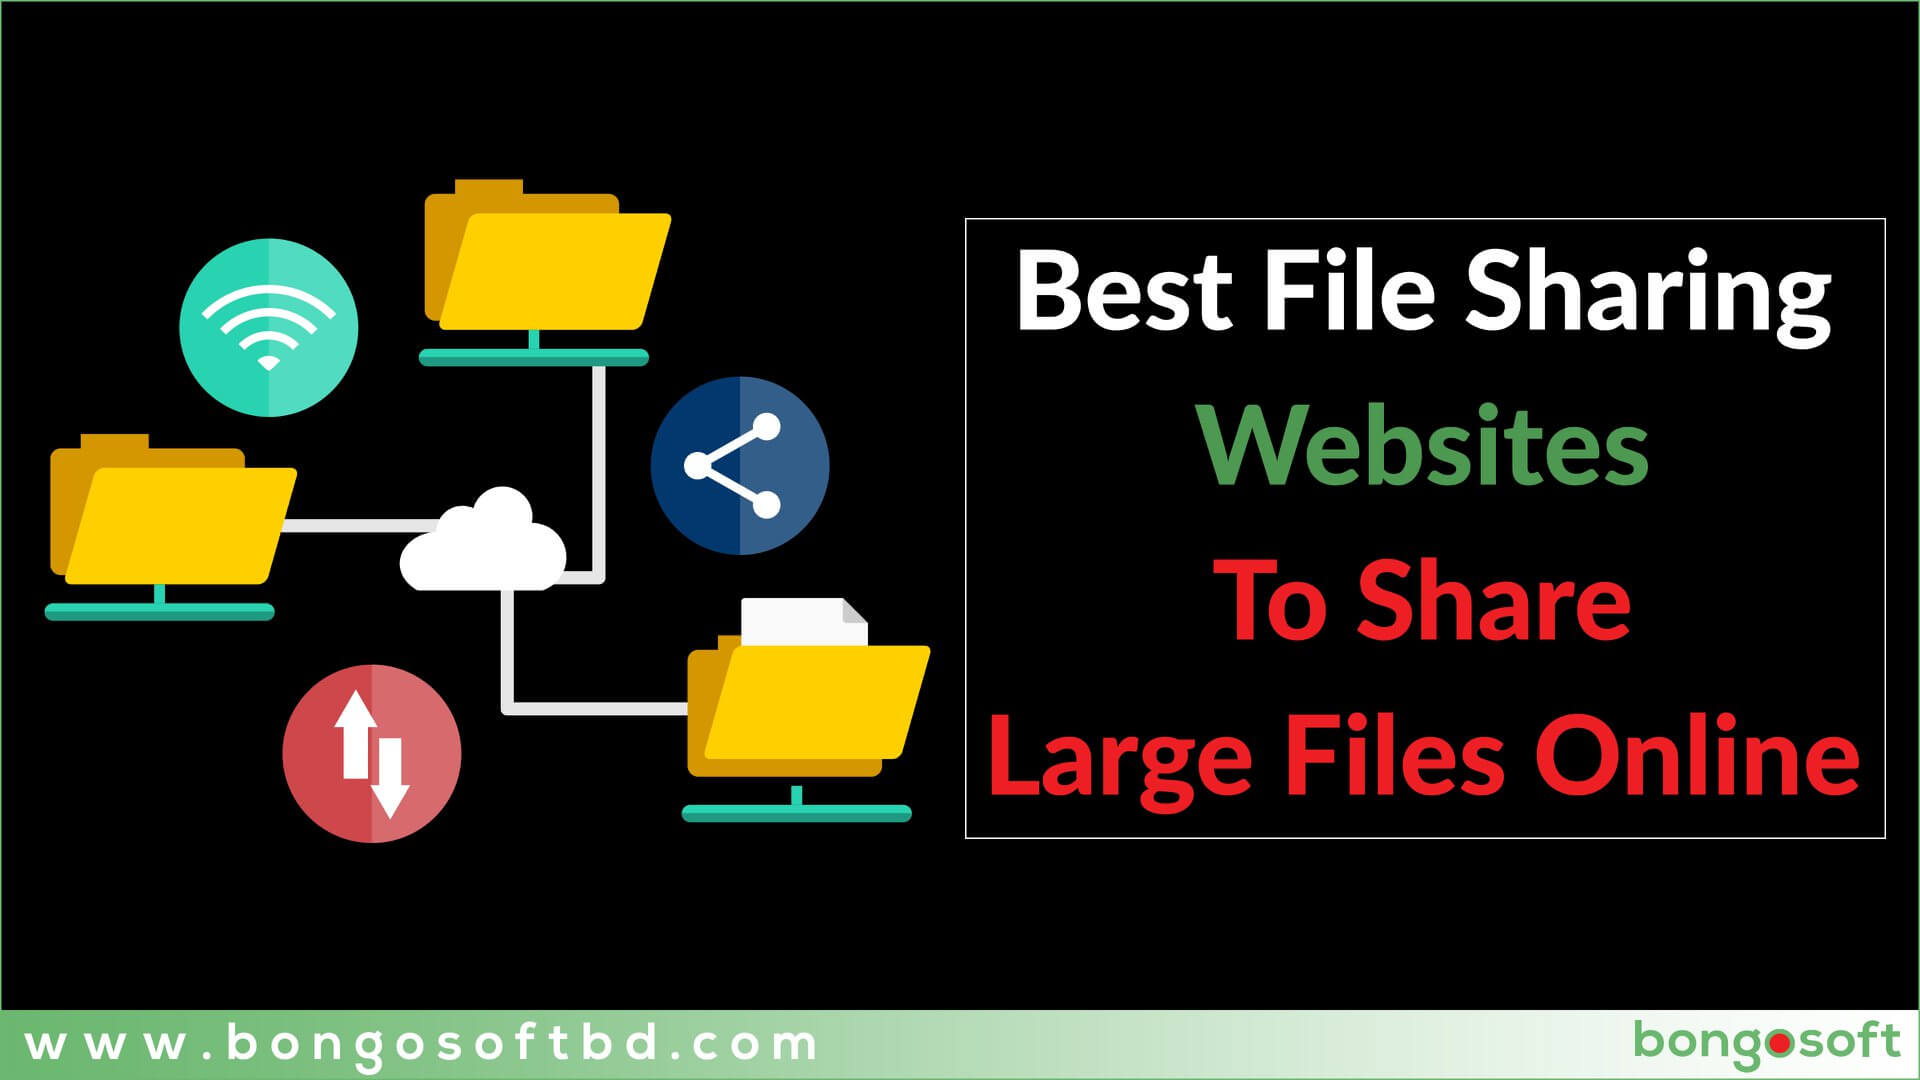 Best File Sharing
Websites
To Share
Large Files Online
www.bongosoftbd.com
bongosoft